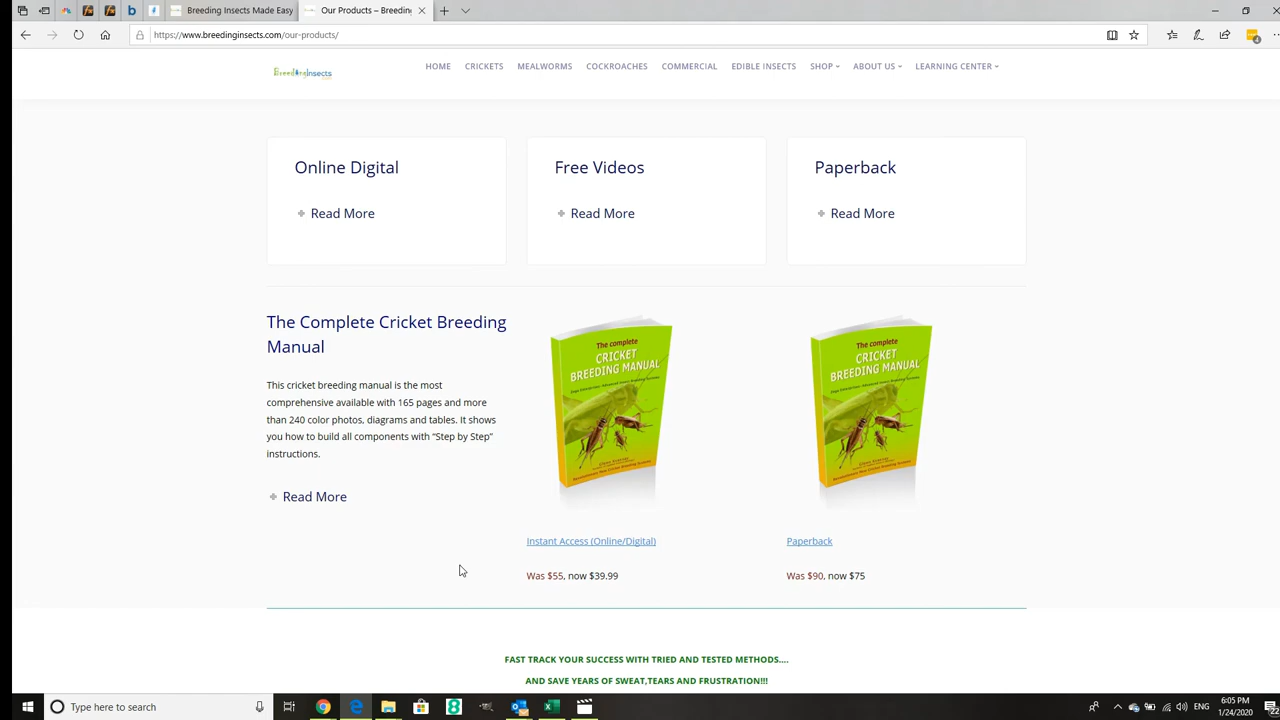 Breeding Insects Made Easy
Our Products – Breeding
https://www.breedinginsects.com/our-products/
BreedingInsects
HOME CRICKETS MEALWORMS COCKROACHES COMMERCIAL EDIBLE INSECTS SHOP ABOUT US LEARNING CENTER
Online Digital
Read More
Free Videos
Read More
Paperback
Read More
The Complete Cricket Breeding
Manual
This cricket breeding manual is the most
comprehensive available with 165 pages and more
than 240 color photos, diagrams and tables. It shows
you how to build all components with “Step by Step”
instructions.
Read More
The complete
CRICKET
BREEDING MANUAL
Instant Access (Online/Digital)
Was $55, now $39.99
The complete
CRICKET
BREEDING MANUAL
Paperback
Was $90, now $75
FAST TRACK YOUR SUCCESS WITH TRIED AND TESTED METHODS....
AND SAVE YEARS OF SWEAT,TEARS AND FRUSTRATION!!!
Type here to search
ENG
6:05 PM
1/24/2020